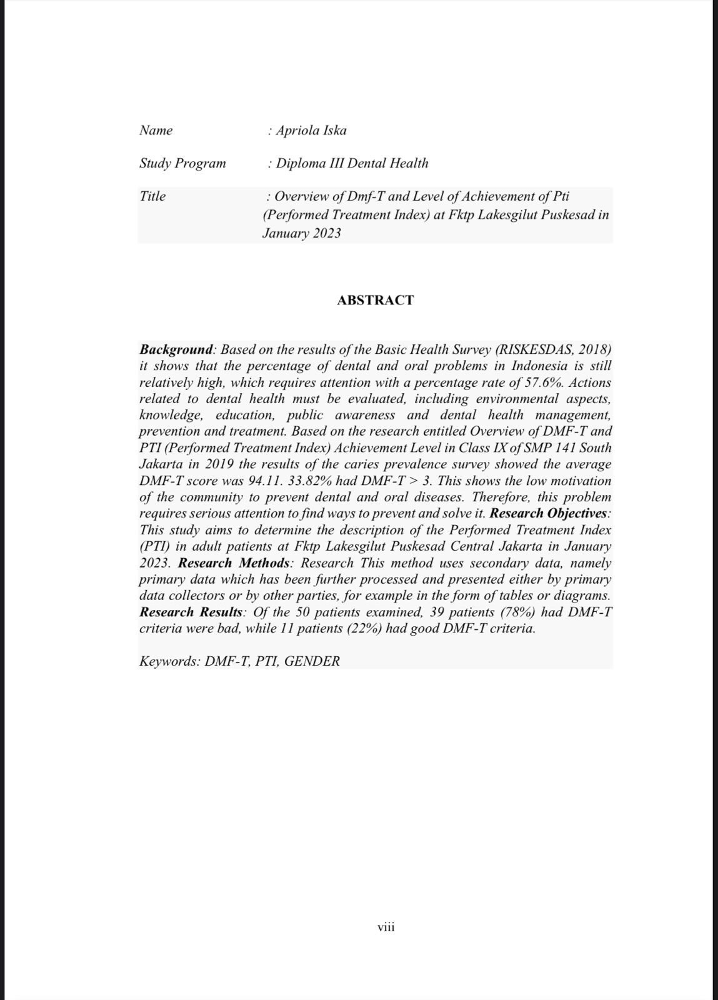 Name : Apriola Iska
Study Program : Diploma III Dental Health
Title : Overview of Dmf-T and Level of Achievement of Pti
(Performed Treatment Index) at Fktp Lakesgilut Puskesad in
January 2023
ABSTRACT
Background: Based on the results of the Basic Health Survey (RISKESDAS, 2018)
it shows that the percentage of dental and oral problems in Indonesia is still
relatively high, which requires attention with a percentage rate of 57.6%. Actions
related to dental health must be evaluated, including environmental aspects,
knowledge, education, public awareness and dental health management,
prevention and treatment. Based on the research entitled Overview of DMF-T and
PTI (Performed Treatment Index) Achievement Level in Class IX of SMP 141 South
Jakarta in 2019 the results of the caries prevalence survey showed the average
DMF-T score was 94.11. 33.82% had DMF-T > 3. This shows the low motivation
of the community to prevent dental and oral diseases. Therefore, this problem
requires serious attention to find ways to prevent and solve it. Research Objectives:
This study aims to determine the description of the Performed Treatment Index
(PTI) in adult patients at Fktp Lakesgilut Puskesad Central Jakarta in January
2023. Research Methods: Research This method uses secondary data, namely
primary data which has been further processed and presented either by primary
data collectors or by other parties, for example in the form of tables or diagrams.
Research Results: Of the 50 patients examined, 39 patients (78%) had DMF-T
criteria were bad, while 11 patients (22%) had good DMF-T criteria.
Keywords: DMF-T, PTI, GENDER
viii